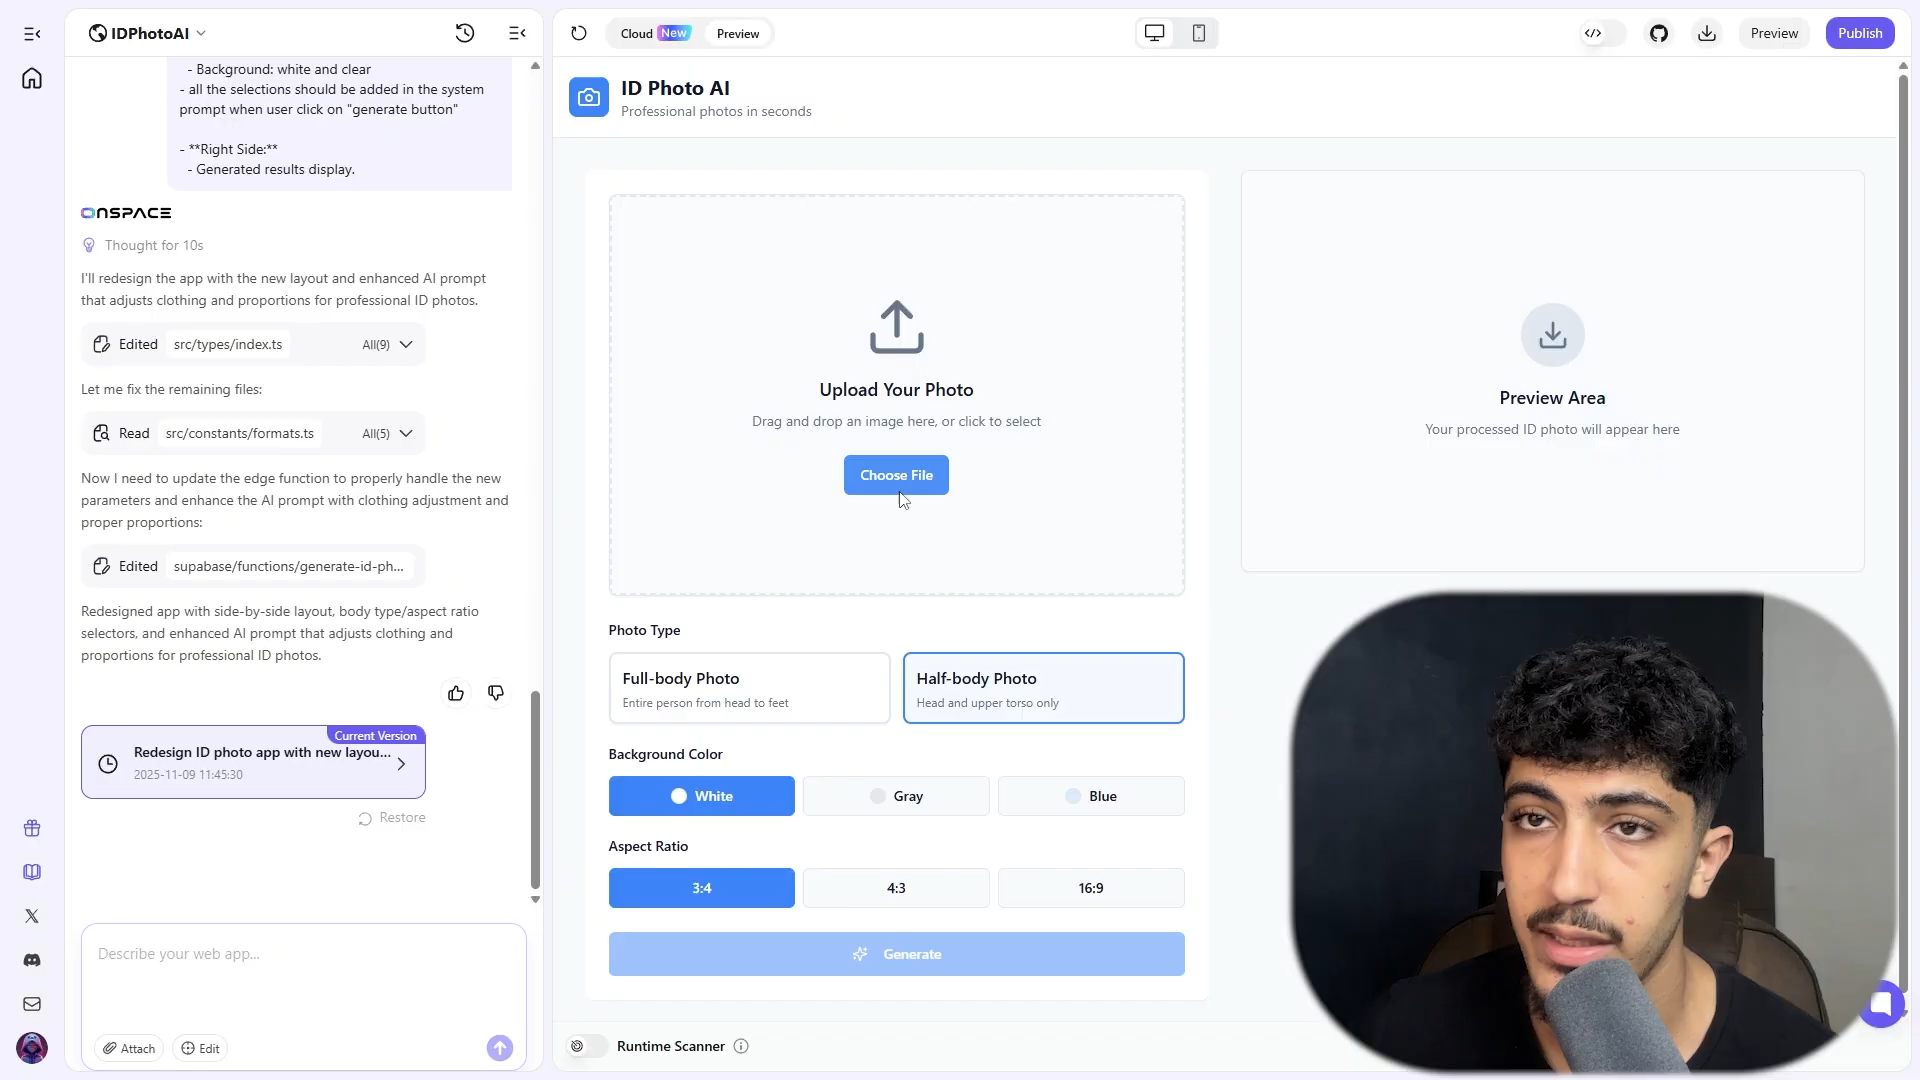 IDPhotoAI
- Background: white and clear
- all the selections should be added in the system
prompt when user click on "generate button"
- **Right Side:**
- Generated results display.
ONSPACE
Thought for 10s
I'll redesign the app with the new layout and enhanced AI prompt
that adjusts clothing and proportions for professional ID photos.
Edited src/types/index.ts All(9)
Let me fix the remaining files:
Read src/constants/formats.ts All(5)
Now I need to update the edge function to properly handle the new
parameters and enhance the AI prompt with clothing adjustment and
proper proportions:
Edited supabase/functions/generate-id-ph...
Redesigned app with side-by-side layout, body type/aspect ratio
selectors, and enhanced AI prompt that adjusts clothing and
proportions for professional ID photos.
Current Version
Redesign ID photo app with new layou...
2025-11-09 11:45:30
Restore
Describe your web app...
Attach Edit
Cloud New Preview
Preview Publish
ID Photo AI
Professional photos in seconds
Upload Your Photo
Drag and drop an image here, or click to select
Choose File
Photo Type
Full-body Photo
Entire person from head to feet
Half-body Photo
Head and upper torso only
Background Color
White Gray Blue
Aspect Ratio
3:4 4:3 16:9
Generate
Preview Area
Your processed ID photo will appear here
Runtime Scanner